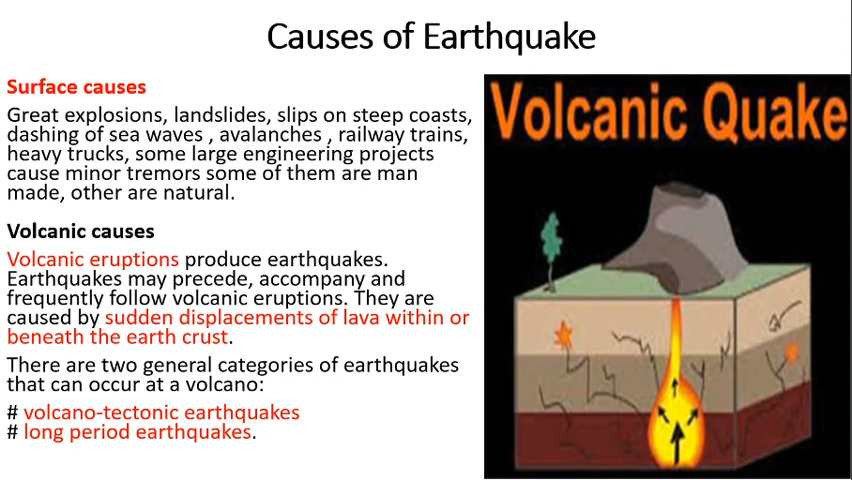 Causes of Earthquake
Surface causes
Great explosions, landslides, slips on steep coasts,
dashing of sea waves , avalanches , railway trains,
heavy trucks, some large engineering projects
cause minor tremors some of them are man
made, other are natural.
Volcanic causes
Volcanic eruptions produce earthquakes.
Earthquakes may precede, accompany and
frequently follow volcanic eruptions. They are
caused by sudden displacements of lava within or
beneath the earth crust.
There are two general categories of earthquakes
that can occur at a volcano:
# volcano-tectonic earthquakes
# long period earthquakes.
Volcanic Quake